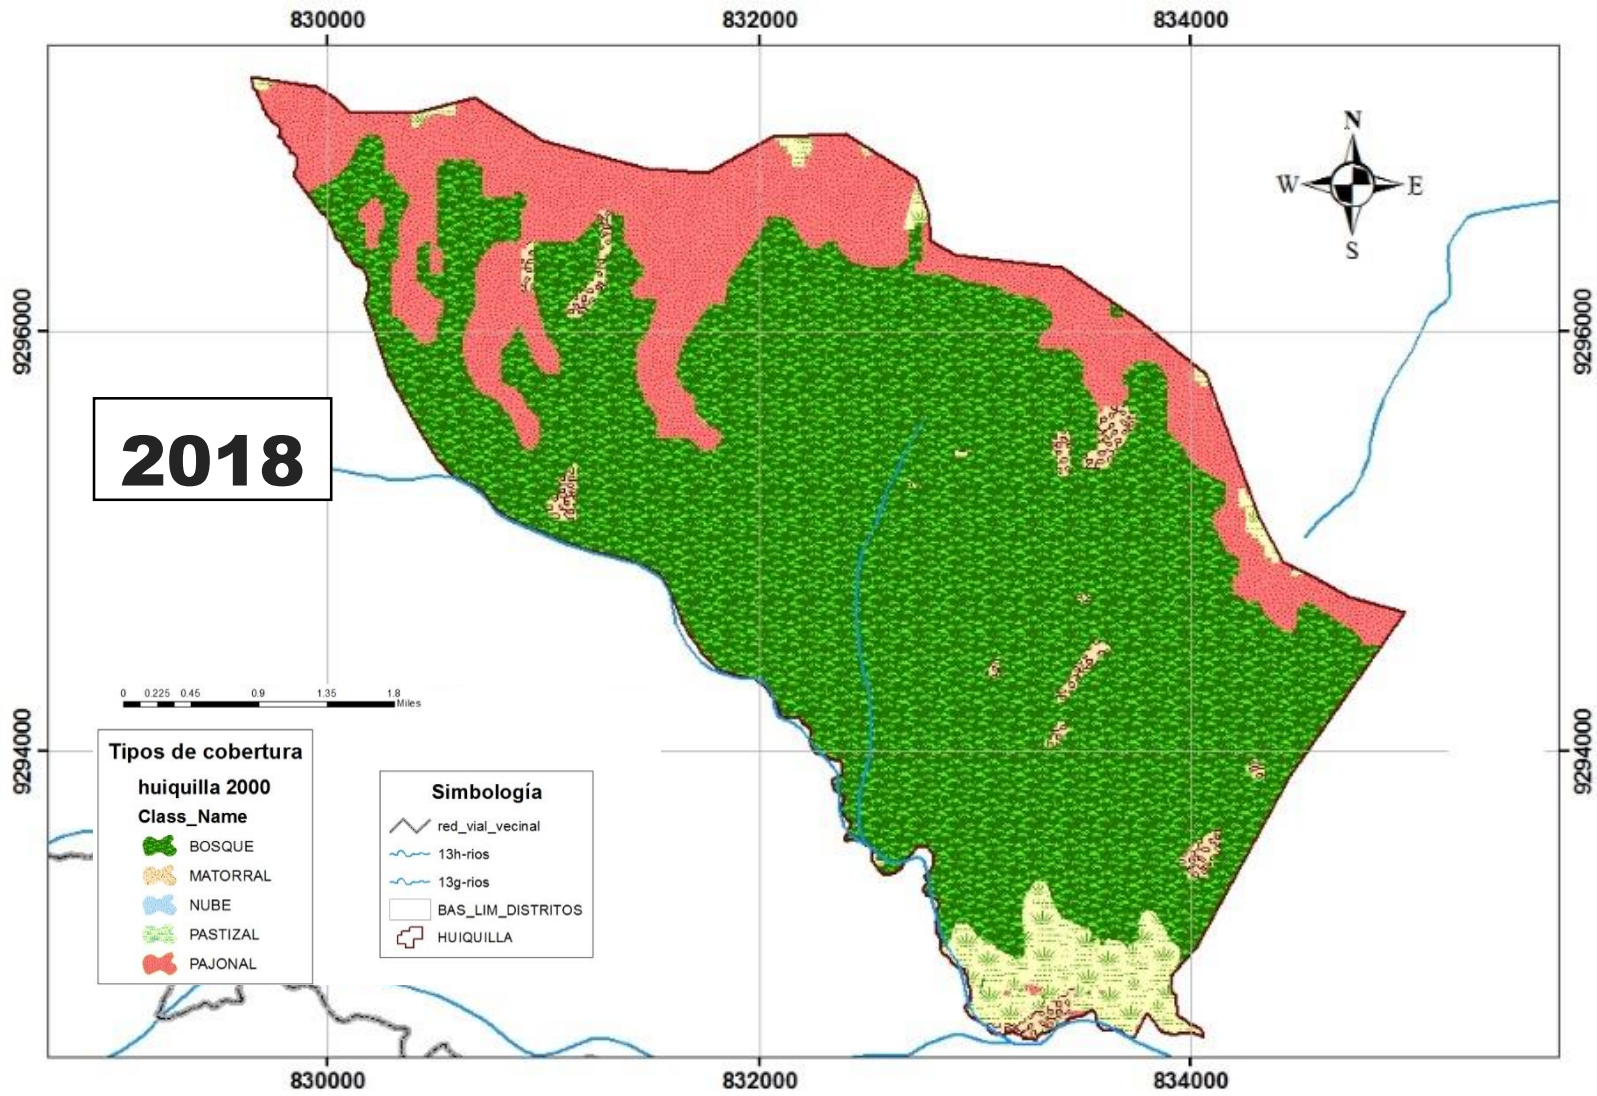 830000
832000
834000
N
W
E
S
9296000
9296000
2018
0
0.225
0.45
0.9
1.35
1.8
Miles
9294000
9294000
Tipos de cobertura
huiquilla 2000
Class_Name
BOSQUE
MATORRAL
NUBE
PASTIZAL
PAJONAL
Simbología
red_vial_vecinal
13h-rios
13g-rios
BAS_LIM_DISTRITOS
HUIQUILLA
830000
832000
834000